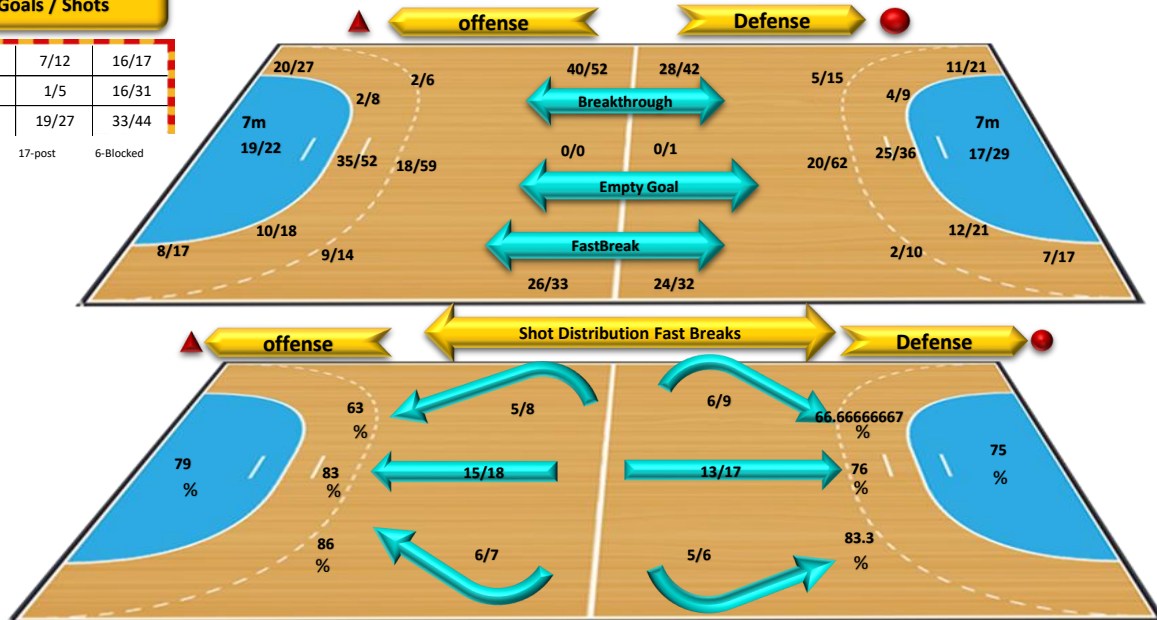 Goals / Shots
7/12 16/17
1/5 16/31
19/27 33/44
17-post 6-Blocked
offense Defense
20/27 2/6 40/52 28/42 5/15 11/21
2/8 Breakthrough 4/9
7m 7m
19/22 35/52 18/59 0/0 0/1 20/62 25/36 17/29
Empty Goal
10/18 12/21
8/17 9/14 FastBreak 2/10 7/17
26/33 24/32
offense Shot Distribution Fast Breaks Defense
63 5/8 6/9 66.66666667
% %
79 75
% %
83 15/18 13/17 76
% %
86 6/7 5/6 83.3
% %